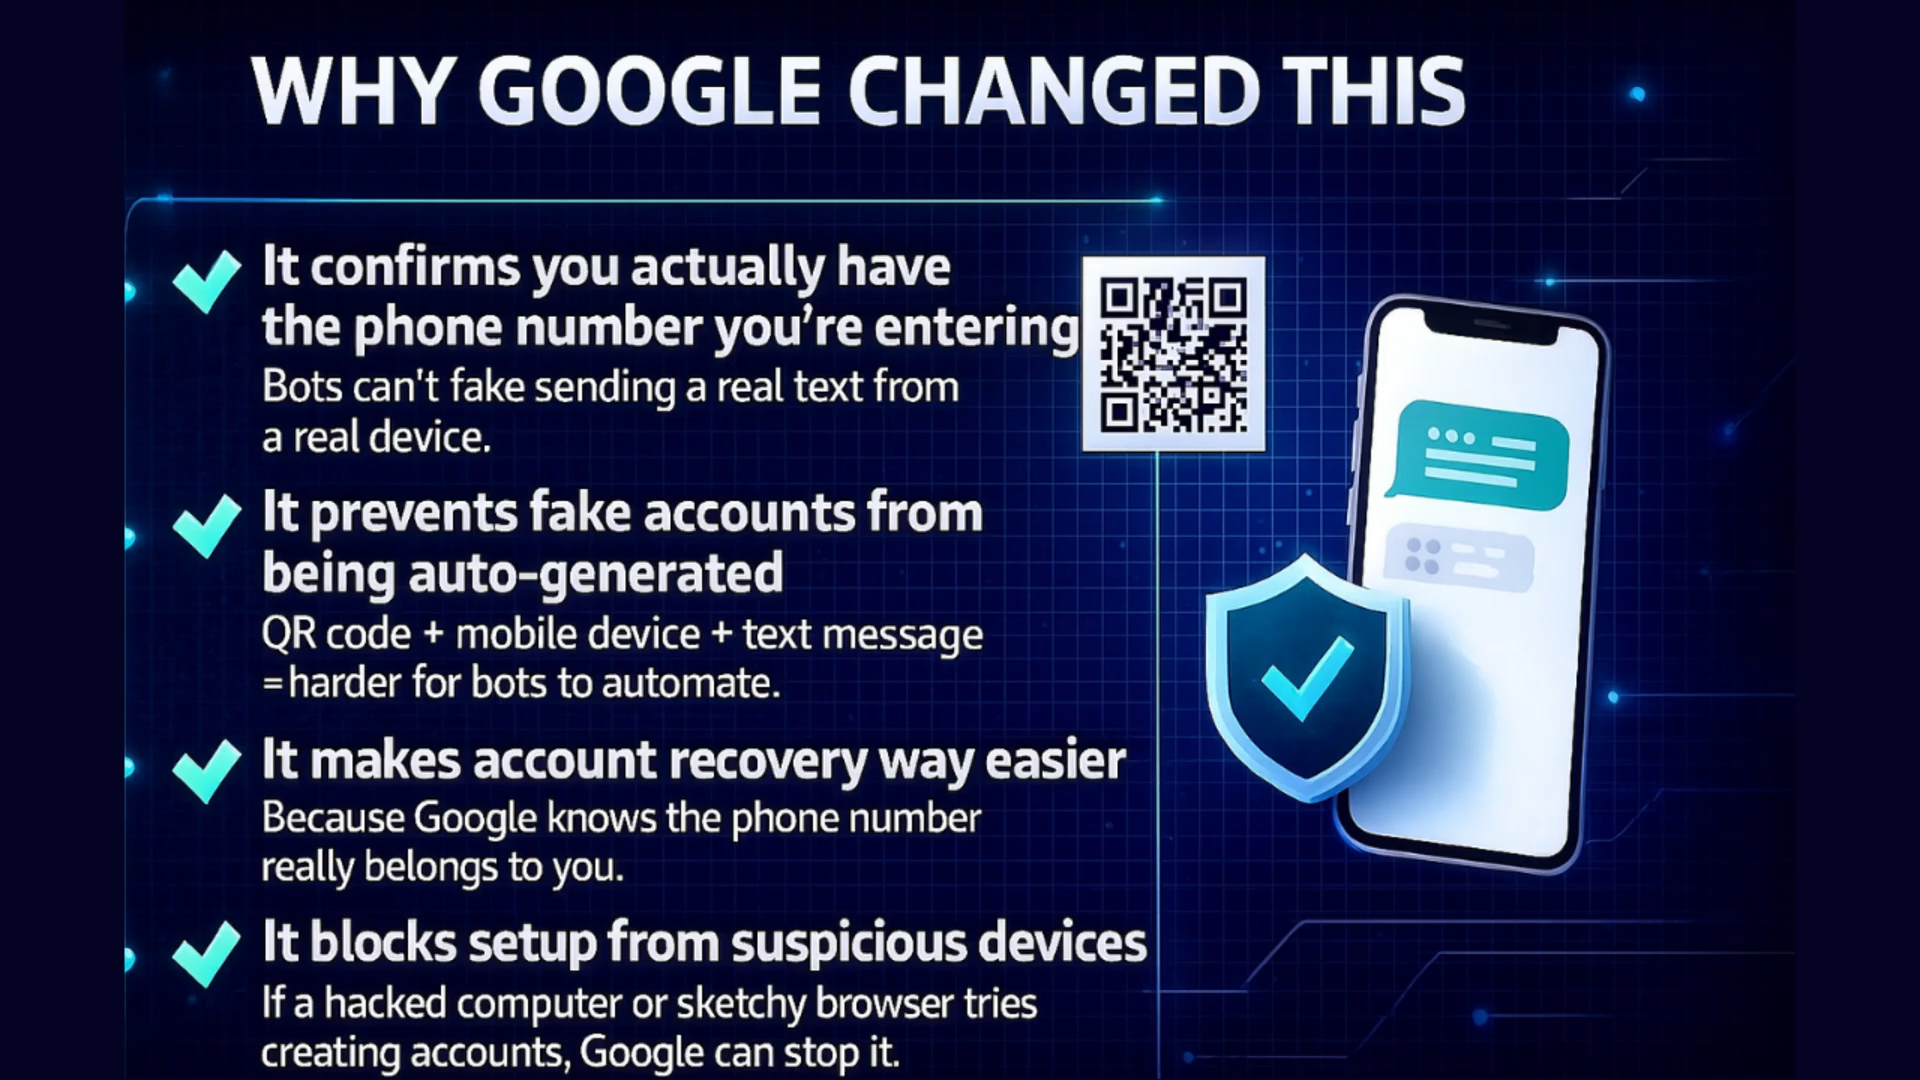 WHY GOOGLE CHANGED THIS
It confirms you actually have
the phone number you’re entering
Bots can't fake sending a real text from
a real device.
It prevents fake accounts from
being auto-generated
QR code + mobile device + text message
= harder for bots to automate.
It makes account recovery way easier
Because Google knows the phone number
really belongs to you.
It blocks setup from suspicious devices
If a hacked computer or sketchy browser tries
creating accounts, Google can stop it.